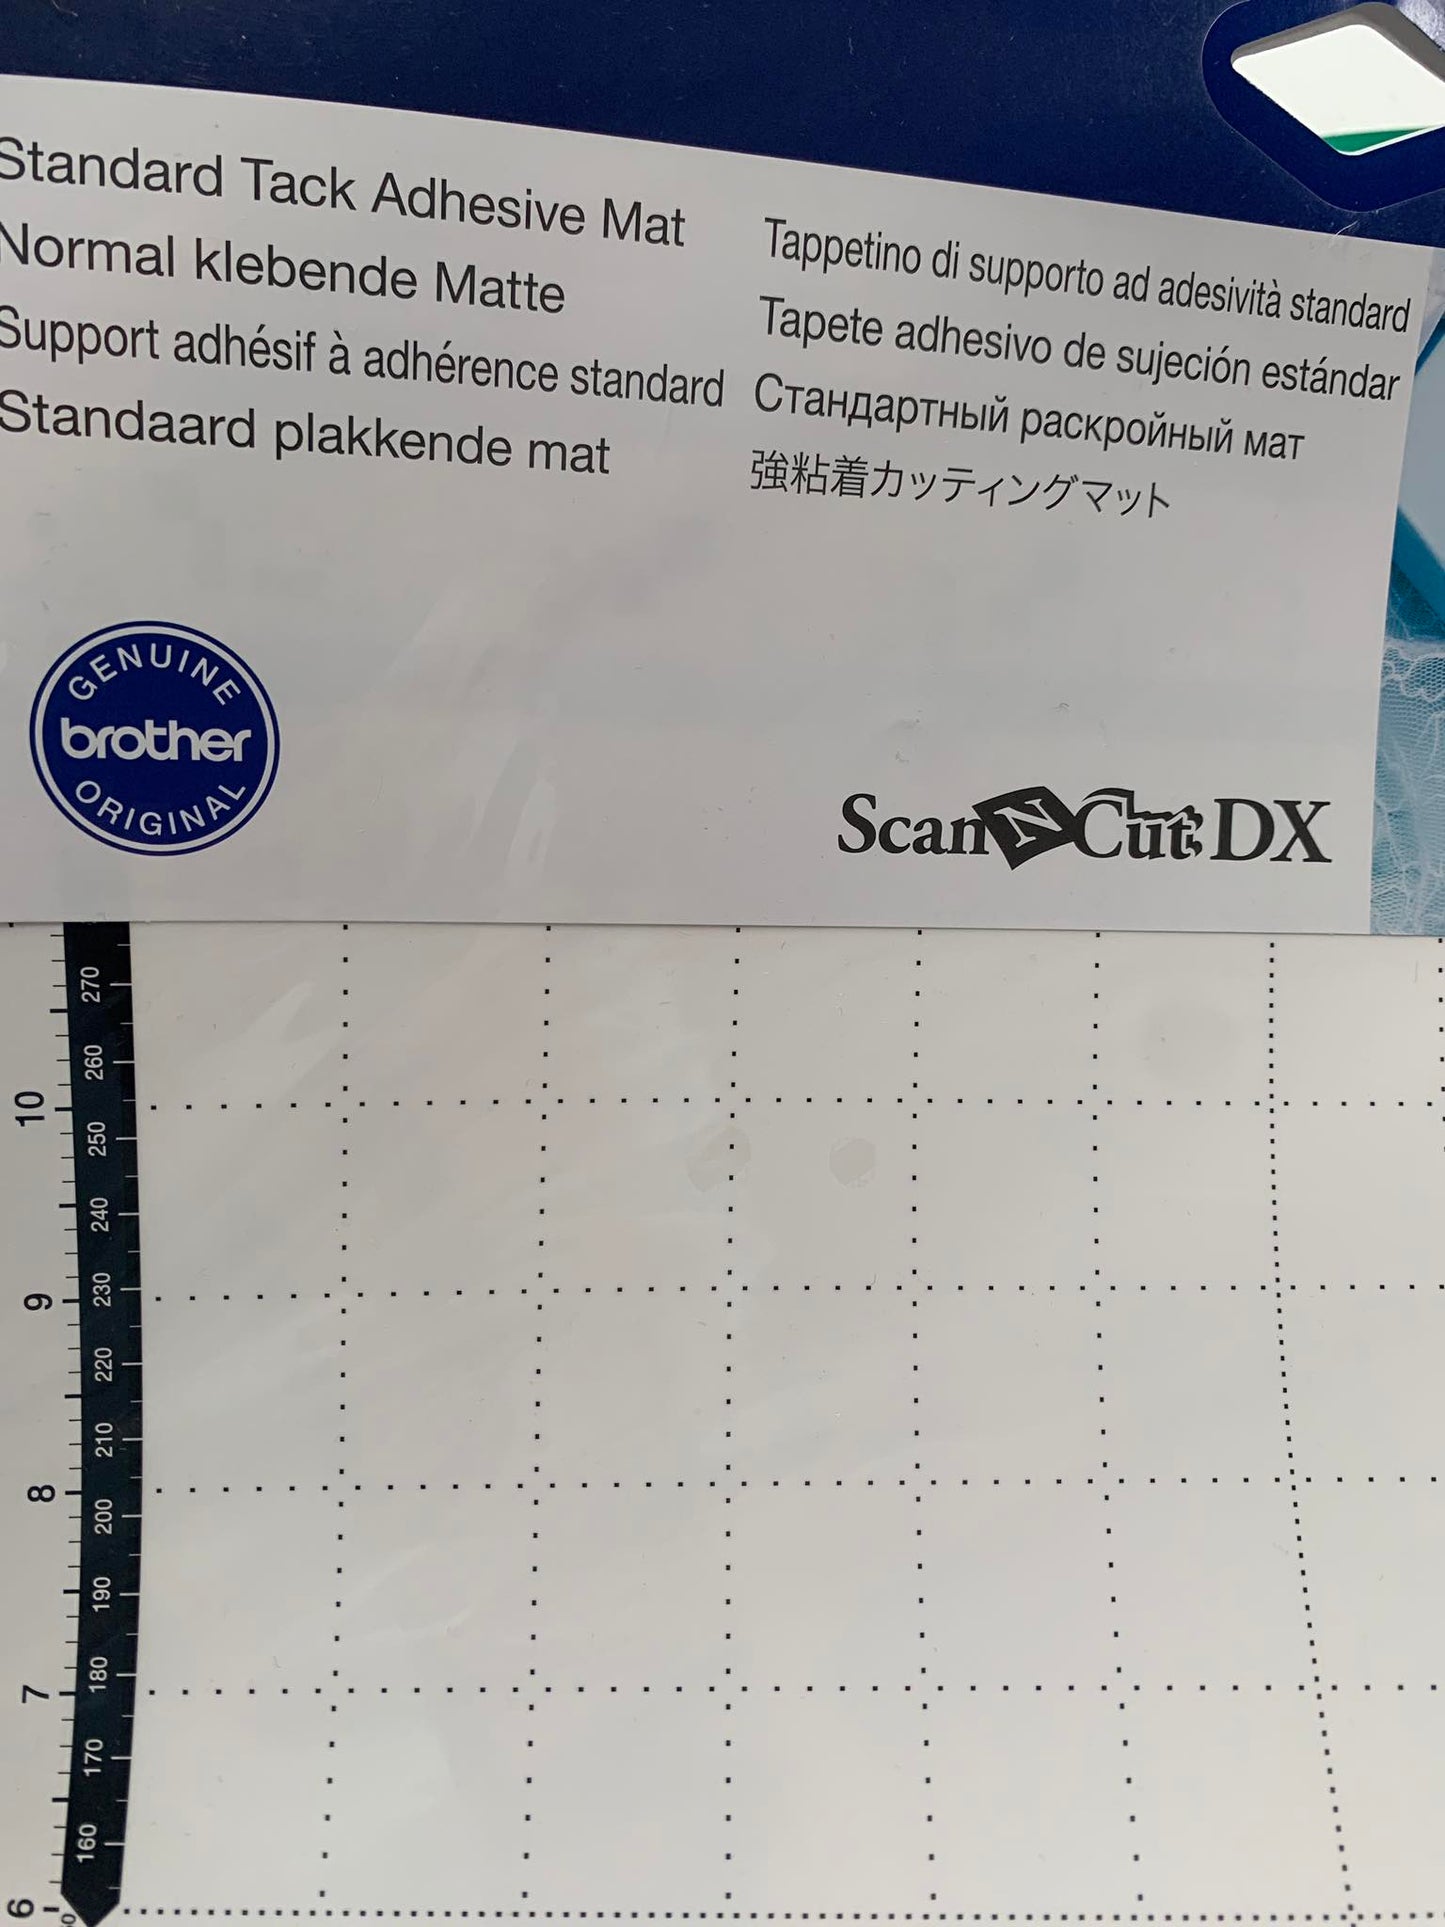 Standard Tack Adhesive Mat
Normal klebende Matte
Support adhésif à adhérence standard
Standaard plakkende mat
Tappetino di supporto ad adesività standard
Tapete adhesivo de sujeción estándar
Стандартный раскройный мат
強粘着カッティングマット
GENUINE
brother
ORIGINAL
ScanNCut DX
270
260
10
250
240
9
230
220
210
8
200
190
180
7
170
160
6